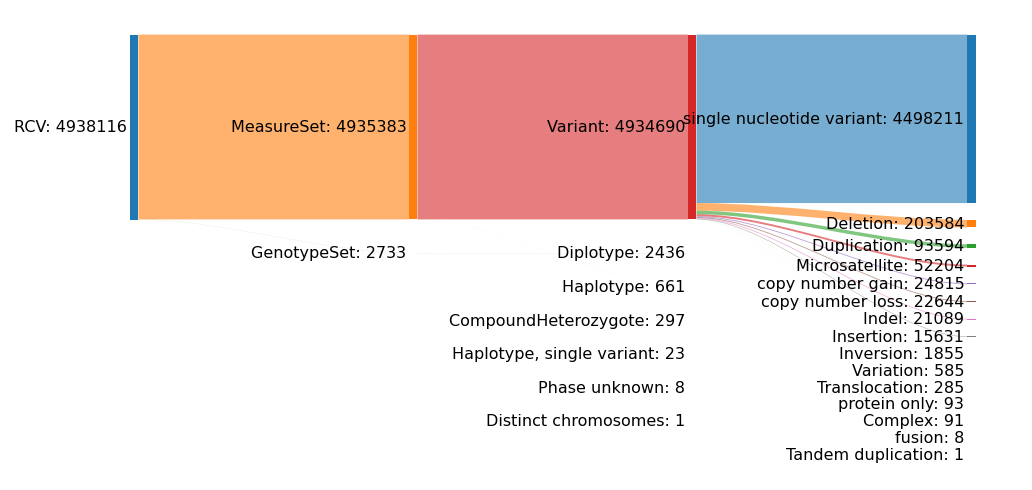 RCV: 4938116
MeasureSet: 4935383
GenotypeSet: 2733
Variant: 4934690
Diplotype: 2436
Haplotype: 661
CompoundHeterozygote: 297
Haplotype, single variant: 23
Phase unknown: 8
Distinct chromosomes: 1
single nucleotide variant: 4498211
Deletion: 203584
Duplication: 93594
Microsatellite: 52204
copy number gain: 24815
copy number loss: 22644
Indel: 21089
Insertion: 15631
Inversion: 1855
Variation: 585
Translocation: 285
protein only: 93
Complex: 91
fusion: 8
Tandem duplication: 1